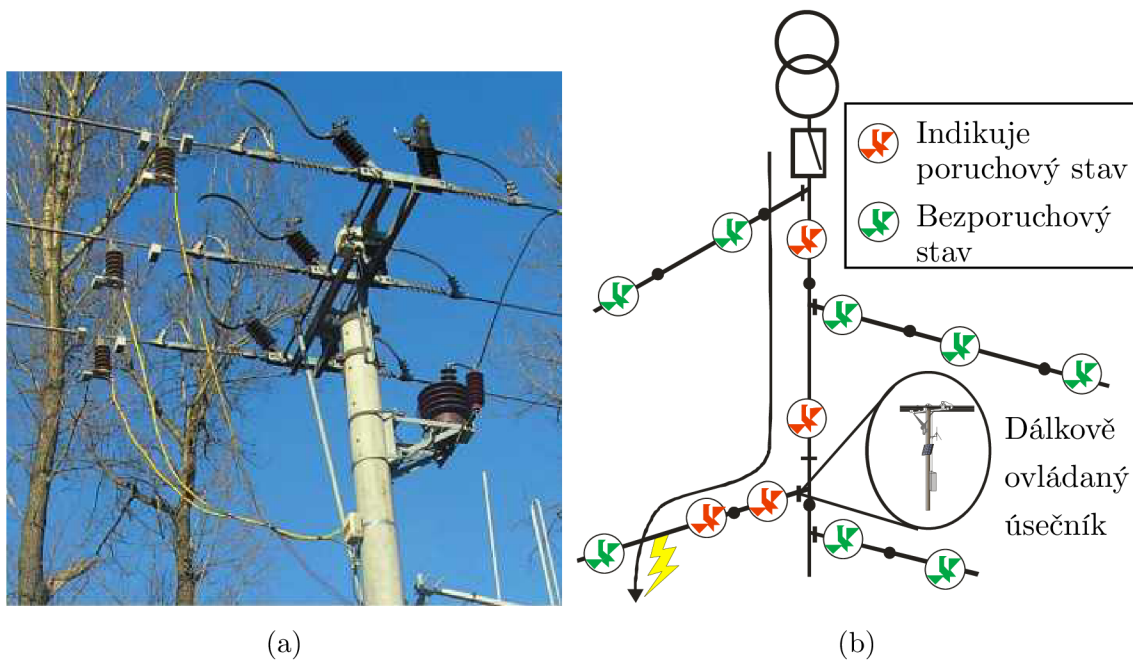 Indikuje
poruchový stav
Bezporuchový
stav
Dálkově
ovládaný
úsečník
(a)
(b)